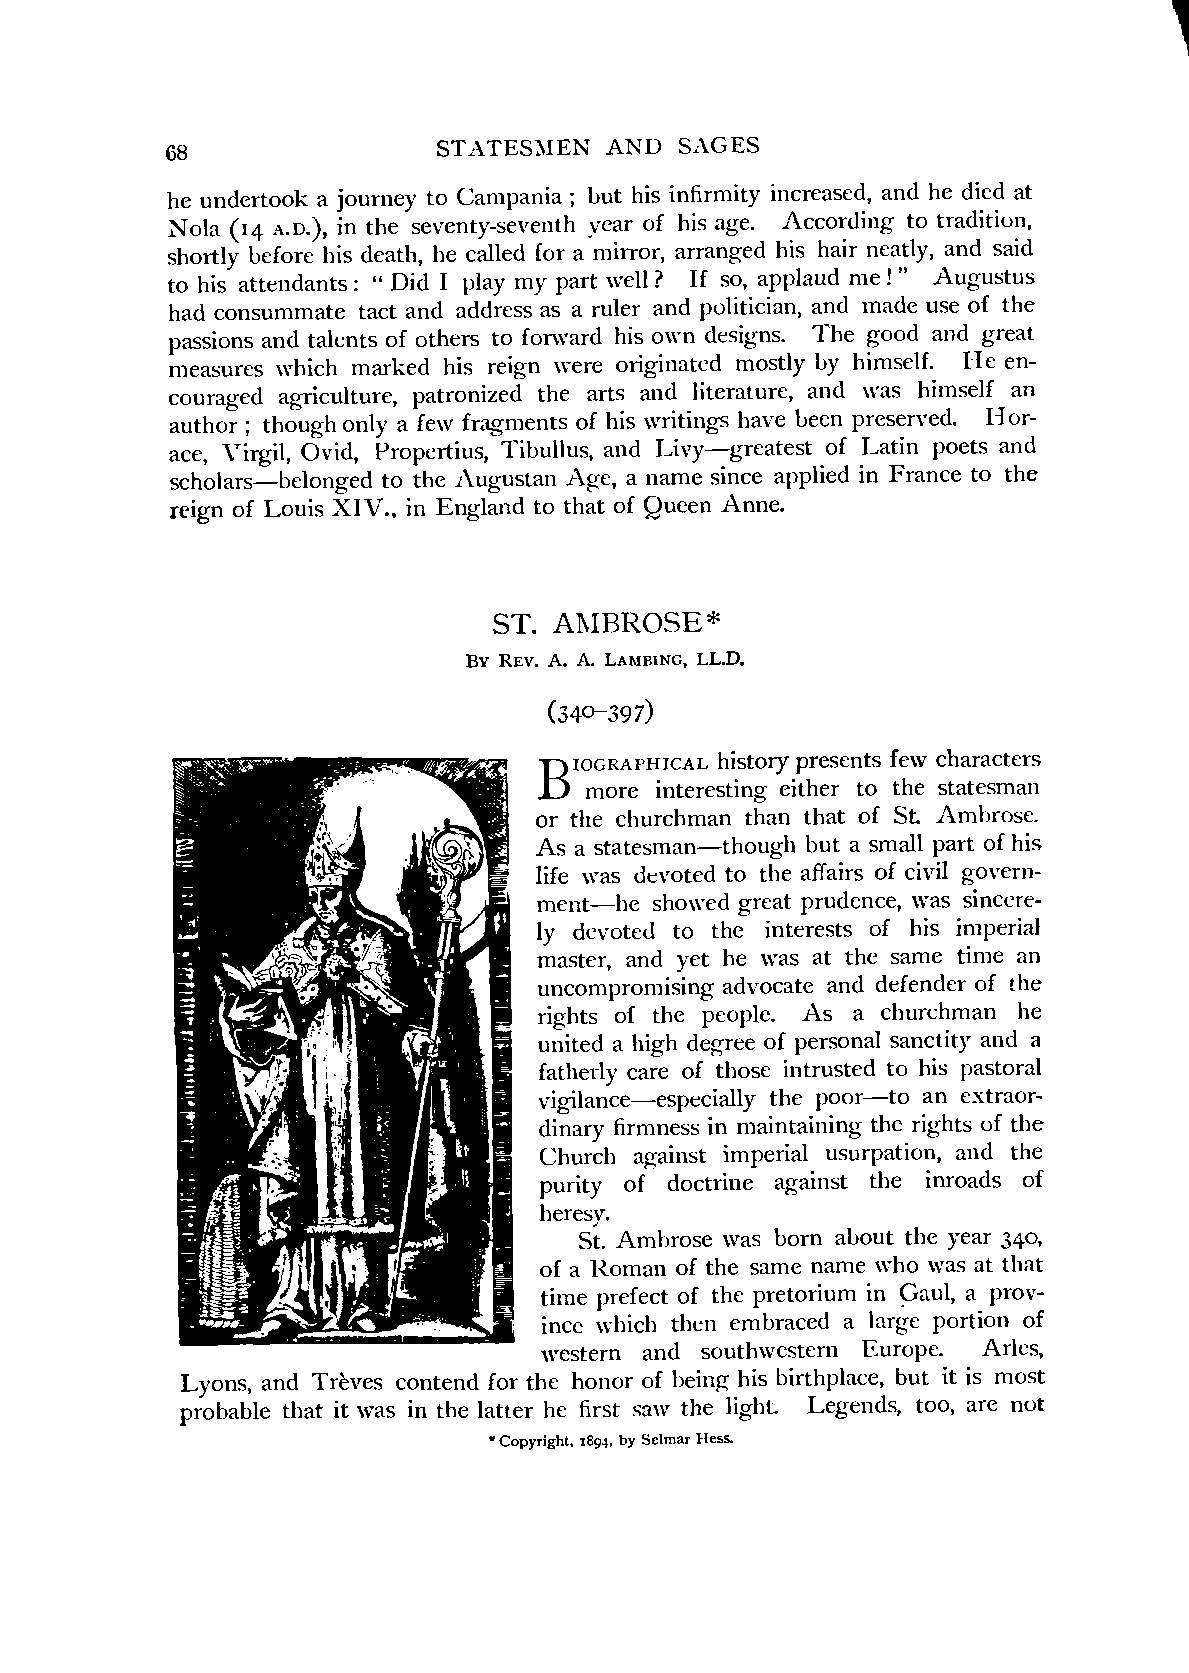 68 STATESMEN AND SAGES
he undertook a journey to Campania ; but his infirmity increased, and he died at
Nola (14 A.D.), in the seventy-seventh year of his age. According to tradition,
shortly before his death, he called for a mirror, arranged his hair neatly, and said
to his attendants: “ Did I play my part well ? If so, applaud me ! ” Augustus
had consummate tact and address as a ruler and politician, and made use of the
passions and talents of others to forward his own designs. The good and great
measures which marked his reign were originated mostly by himself. He en-
couraged agriculture, patronized the arts and literature, and was himself an
author ; though only a few fragments of his writings have been preserved. Hor-
ace, Virgil, Ovid, Propertius, Tibullus, and Livy—greatest of Latin poets and
scholars—belonged to the Augustan Age, a name since applied in France to the
reign of Louis XIV., in England to that of Queen Anne.
ST. AMBROSE*
BY REV. A. A. LAMBING, LL.D.
(340–397)
BIOGRAPHICAL history presents few characters
more interesting either to the statesman
or the churchman than that of St. Ambrose.
As a statesman—though but a small part of his
life was devoted to the affairs of civil govern-
ment—he showed great prudence, was sincere-
ly devoted to the interests of his imperial
master, and yet he was at the same time an
uncompromising advocate and defender of the
rights of the people. As a churchman he
united a high degree of personal sanctity and a
fatherly care of those intrusted to his pastoral
vigilance—especially the poor—to an extraor-
dinary firmness in maintaining the rights of the
Church against imperial usurpation, and the
purity of doctrine against the inroads of
heresy.
St. Ambrose was born about the year 340,
of a Roman of the same name who was at that
time prefect of the pretorium in Gaul, a prov-
ince which then embraced a large portion of
western and southwestern Europe. Arles,
Lyons, and Trèves contend for the honor of being his birthplace, but it is most
probable that it was in the latter he first saw the light. Legends, too, are not
* Copyright, 1894, by Selmar Hess.